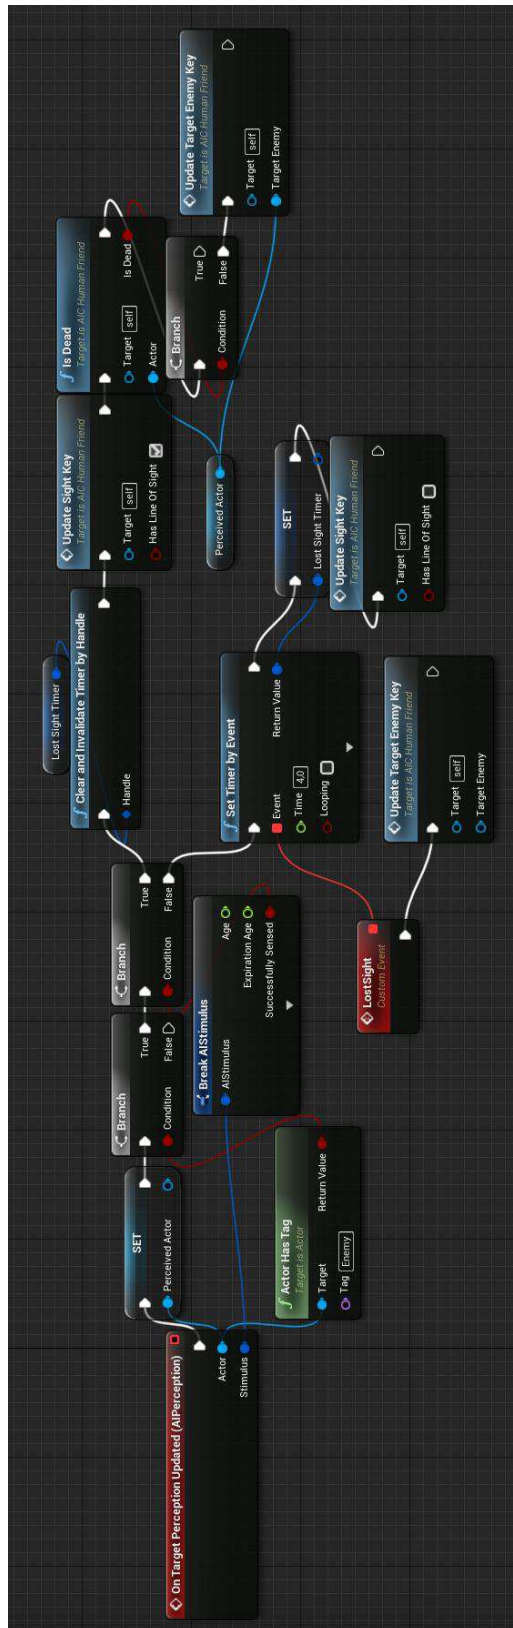 On Target Perception Updated (AIPerception)
Actor
Stimulus
SET
Perceived Actor
Actor Has Tag
Target is Actor
Target
Return Value
Tag Enemy
Branch
True
Condition
False
Break AIStimulus
AIStimulus
Age
Expiration Age
Successfully Sensed
Branch
True
Condition
False
Lost Sight Timer
Clear and Invalidate Timer by Handle
Handle
Set Timer by Event
Event
Return Value
Time 4,0
Looping
LostSight
Custom Event
Update Target Enemy Key
Target is AIC Human Friend
Target self
Target Enemy
SET
Lost Sight Timer
Update Sight Key
Target is AIC Human Friend
Target self
Has Line Of Sight
Update Sight Key
Target is AIC Human Friend
Target self
Has Line Of Sight
Is Dead
Target is AIC Human Friend
Target self
Is Dead
Actor
Perceived Actor
Branch
True
Condition
False
Update Target Enemy Key
Target is AIC Human Friend
Target self
Target Enemy